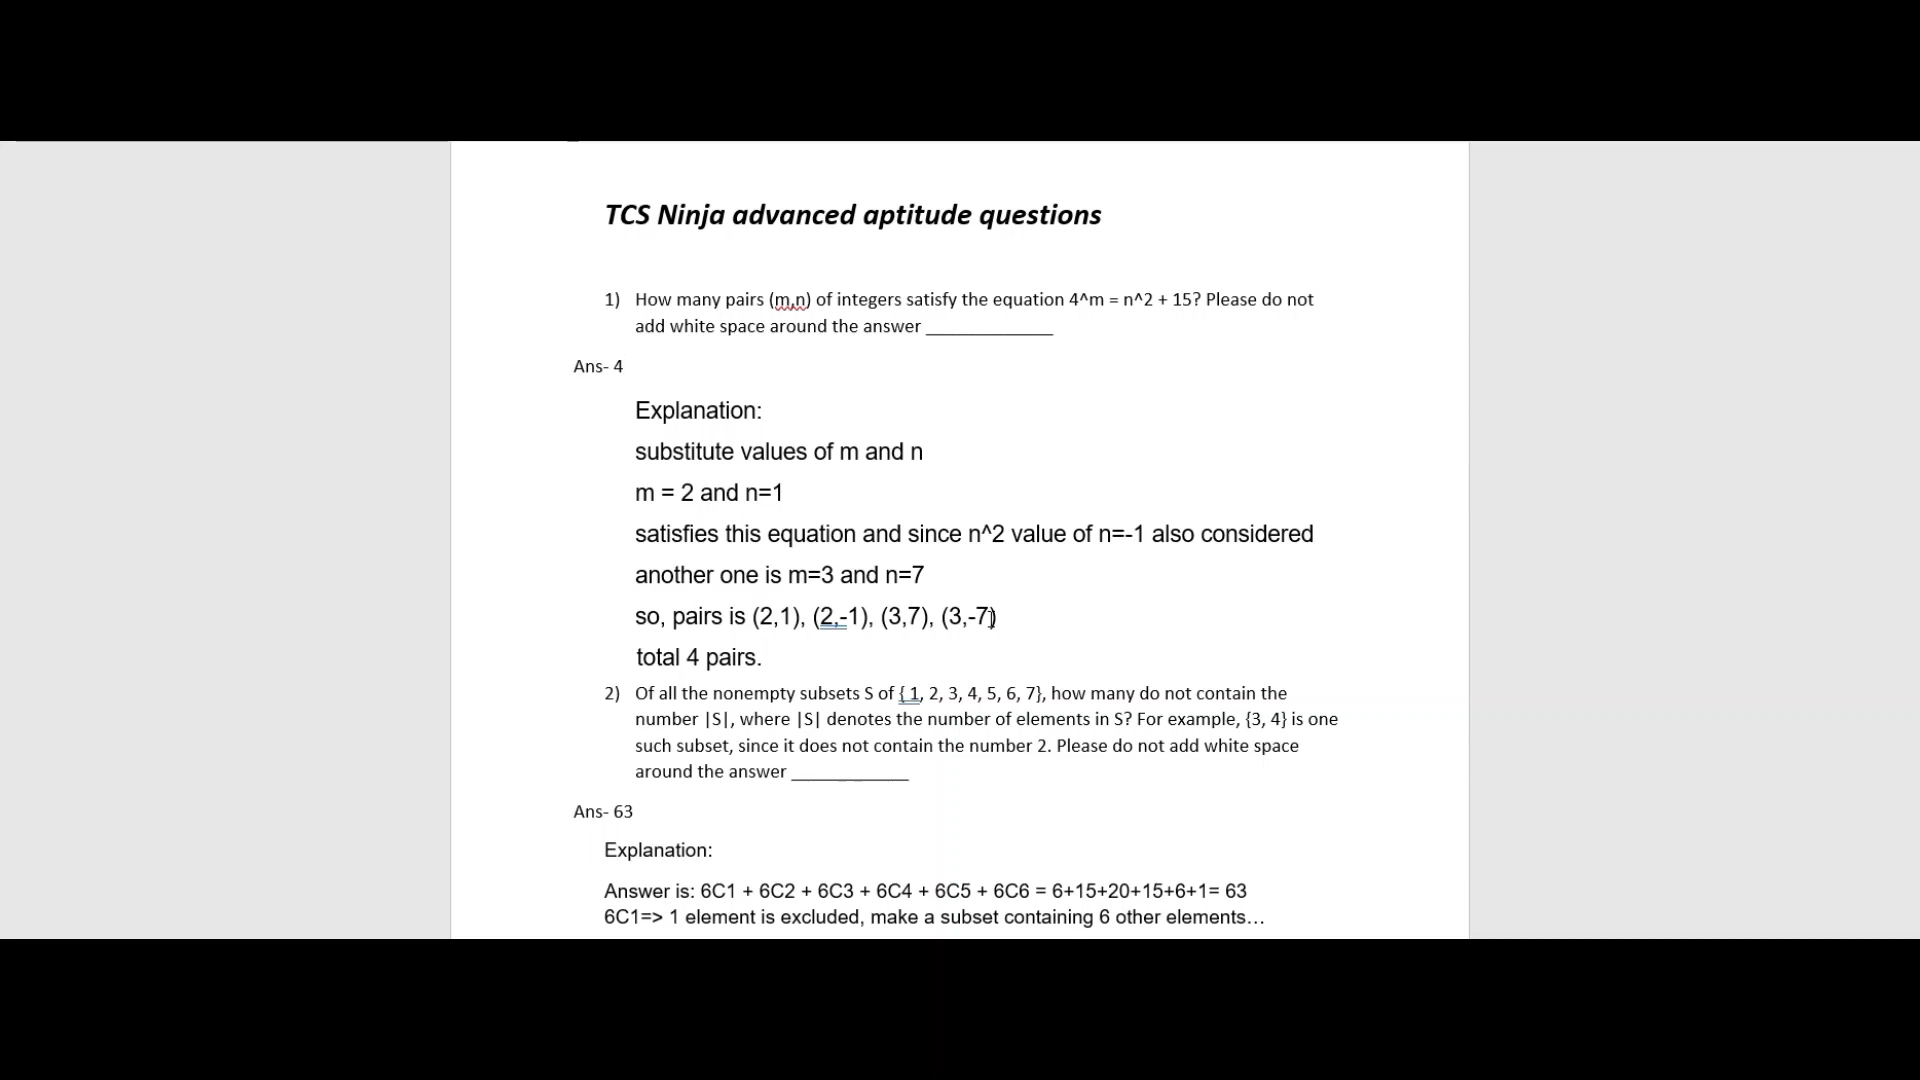 TCS Ninja advanced aptitude questions
1) How many pairs (m,n) of integers satisfy the equation 4^m = n^2 + 15? Please do not
add white space around the answer ______________
Ans- 4
Explanation:
substitute values of m and n
m = 2 and n=1
satisfies this equation and since n^2 value of n=-1 also considered
another one is m=3 and n=7
so, pairs is (2,1), (2,-1), (3,7), (3,-7)
total 4 pairs.
2) Of all the nonempty subsets S of { 1, 2, 3, 4, 5, 6, 7}, how many do not contain the
number |S|, where |S| denotes the number of elements in S? For example, {3, 4} is one
such subset, since it does not contain the number 2. Please do not add white space
around the answer _____________
Ans- 63
Explanation:
Answer is: 6C1 + 6C2 + 6C3 + 6C4 + 6C5 + 6C6 = 6+15+20+15+6+1= 63
6C1=> 1 element is excluded, make a subset containing 6 other elements…